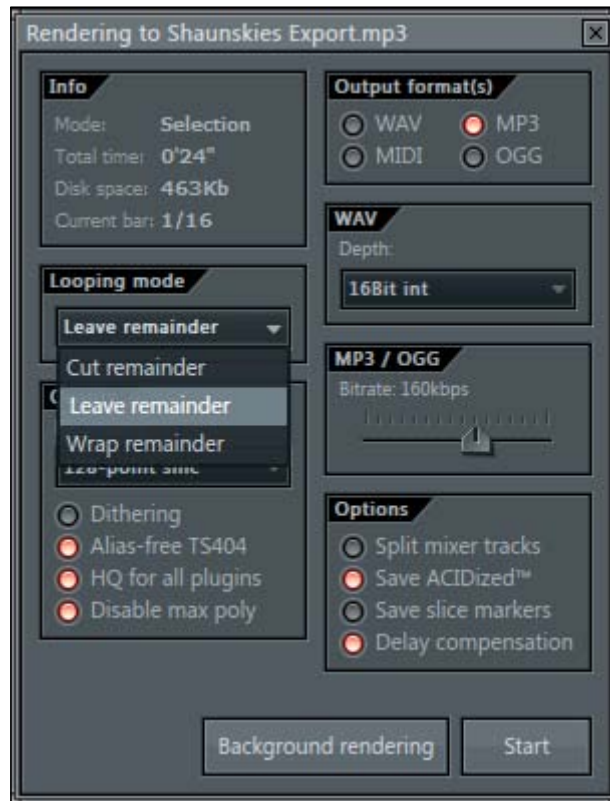 Rendering to Shaunskies Export.mp3
Info
Mode: Selection
Total time: 0'24"
Disk space: 463Kb
Current bar: 1/16
Looping mode
Leave remainder
Cut remainder
Leave remainder
Wrap remainder
128-point sinc
Dithering
Alias-free TS404
HQ for all plugins
Disable max poly
Output format(s)
WAV MP3
MIDI OGG
WAV
Depth:
16Bit int
MP3 / OGG
Bitrate: 160kbps
Options
Split mixer tracks
Save ACIDized™
Save slice markers
Delay compensation
Background rendering Start